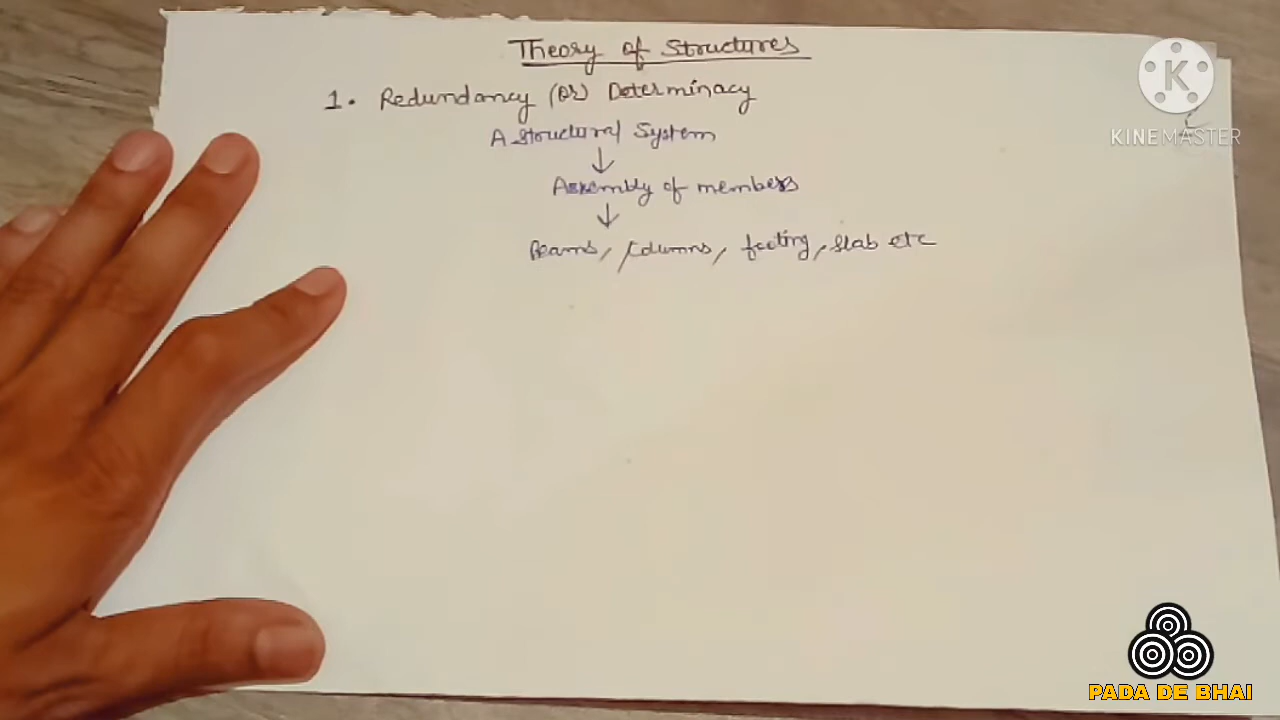 Theory of Structures
1. Redundancy (or) Determinacy
A Structural System
↓
Assembly of members
↓
Beams, columns, footing, slab etc
K
KINEMASTER
PADA DE BHAI